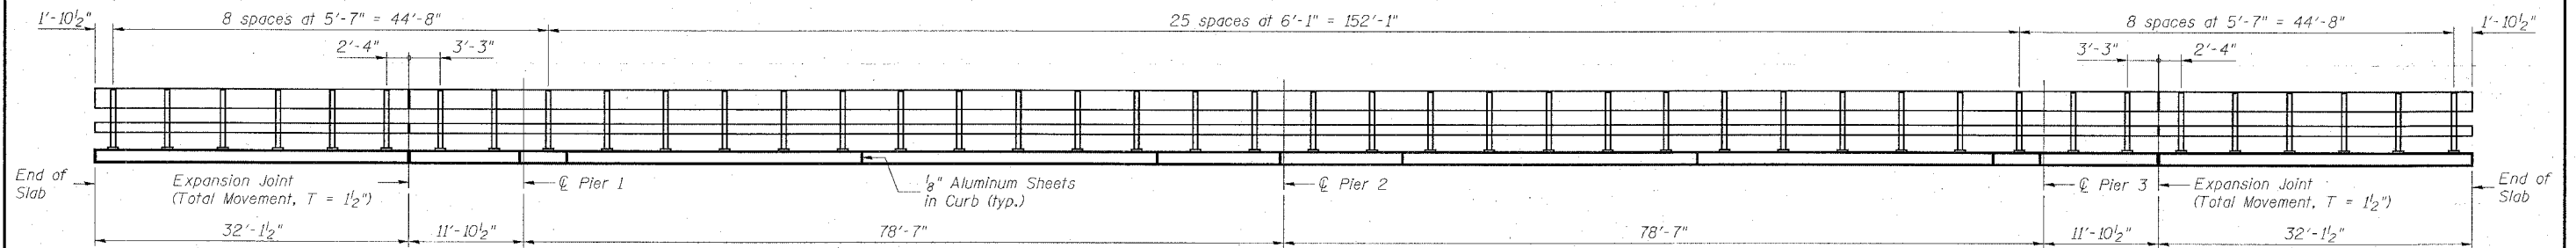 1'-10½" 8 spaces at 5'-7" = 44'-8" 25 spaces at 6'-1" = 152'-1" 8 spaces at 5'-7" = 44'-8" 1'-10½"
2'-4" 3'-3" 3'-3" 2'-4"
End of
Slab
Expansion Joint
(Total Movement, T = 1½")
℄ Pier 1
⅛" Aluminum Sheets
in Curb (typ.)
℄ Pier 2
℄ Pier 3
Expansion Joint
(Total Movement, T = 1½")
End of
Slab
32'-1½" 11'-10½" 78'-7" 78'-7" 11'-10½" 32'-1½"